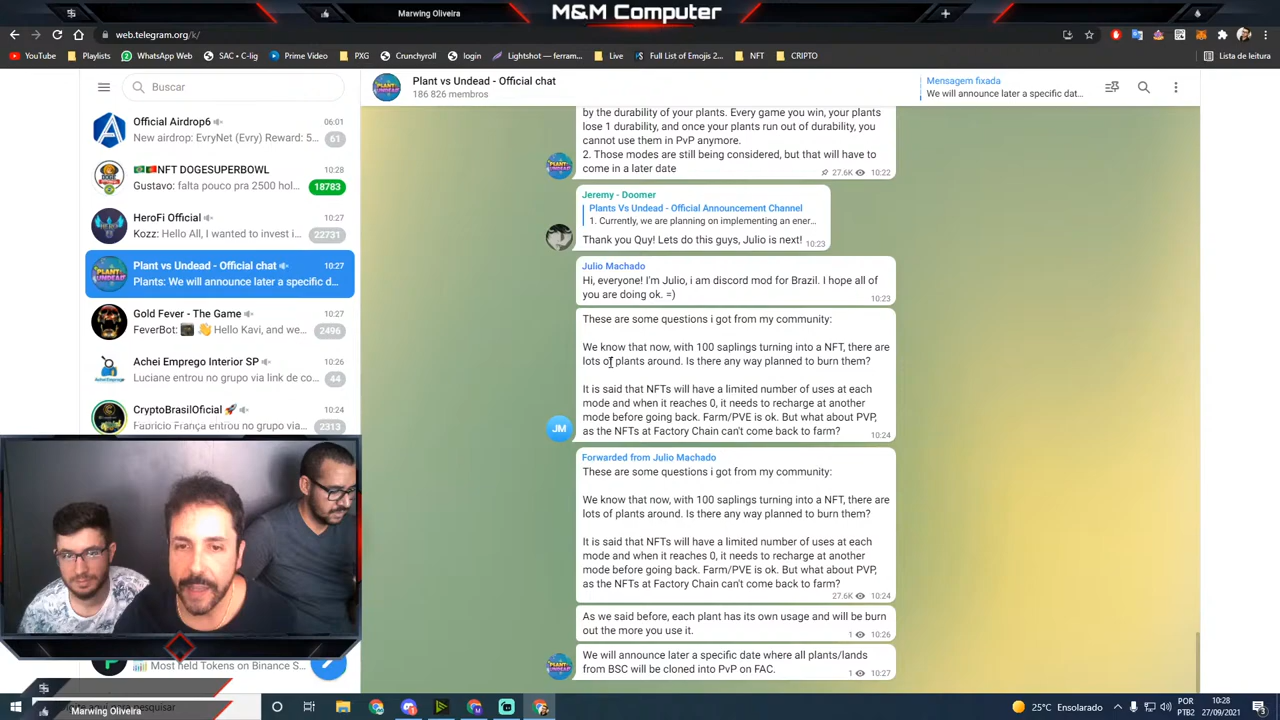 Marwing Oliveira
M&M Computer
web.telegram.org/k/
YouTube
Playlists
WhatsApp Web
SAC • C-lig
Prime Video
PXG
Crunchyroll
login
Lightshot — ferram...
Live
Full List of Emojis 2...
NFT
CRIPTO
Lista de leitura
Buscar
Plant vs Undead - Official chat
186 826 membros
Mensagem fixada
We will announce later a specific dat...
Official Airdrop6
06:01
New airdrop: EvryNet (Evry) Reward: 5...
61
NFT DOGESUPERBOWL
10:28
Gustavo: falta pouco pra 2500 hol...
18783
HeroFi Official
10:27
Kozz: Hello All, I wanted to invest i...
22731
Plant vs Undead - Official chat
10:27
Plants: We will announce later a specific d...
Gold Fever - The Game
10:27
FeverBot: Hello Kavi, and we...
2496
Achei Emprego Interior SP
10:26
Luciane entrou no grupo via link de co...
44
CryptoBrasilOficial
10:24
Fabricio França entrou no grupo via...
2313
Most held Tokens on Binance S...
by the durability of your plants. Every game you win, your plants
lose 1 durability, and once your plants run out of durability, you
cannot use them in PvP anymore.
2. Those modes are still being considered, but that will have to
come in a later date
27.6K
10:22
Jeremy - Doomer
Plants Vs Undead - Official Announcement Channel
1. Currently, we are planning on implementing an ener...
Thank you Quy! Lets do this guys, Julio is next!
10:23
Julio Machado
Hi, everyone! I'm Julio, i am discord mod for Brazil. I hope all of
you are doing ok. =)
10:23
These are some questions i got from my community:
We know that now, with 100 saplings turning into a NFT, there are
lots of plants around. Is there any way planned to burn them?
It is said that NFTs will have a limited number of uses at each
mode and when it reaches 0, it needs to recharge at another
mode before going back. Farm/PVE is ok. But what about PVP,
as the NFTs at Factory Chain can't come back to farm?
10:24
JM
Forwarded from Julio Machado
These are some questions i got from my community:
We know that now, with 100 saplings turning into a NFT, there are
lots of plants around. Is there any way planned to burn them?
It is said that NFTs will have a limited number of uses at each
mode and when it reaches 0, it needs to recharge at another
mode before going back. Farm/PVE is ok. But what about PVP,
as the NFTs at Factory Chain can't come back to farm?
27.6K
10:24
As we said before, each plant has its own usage and will be burn
out the more you use it.
1
10:26
We will announce later a specific date where all plants/lands
from BSC will be cloned into PvP on FAC.
1
10:27
Marwing Oliveira
aqui para pesquisar
25°C Ensolarado
POR
PTB2
10:28
27/09/2021